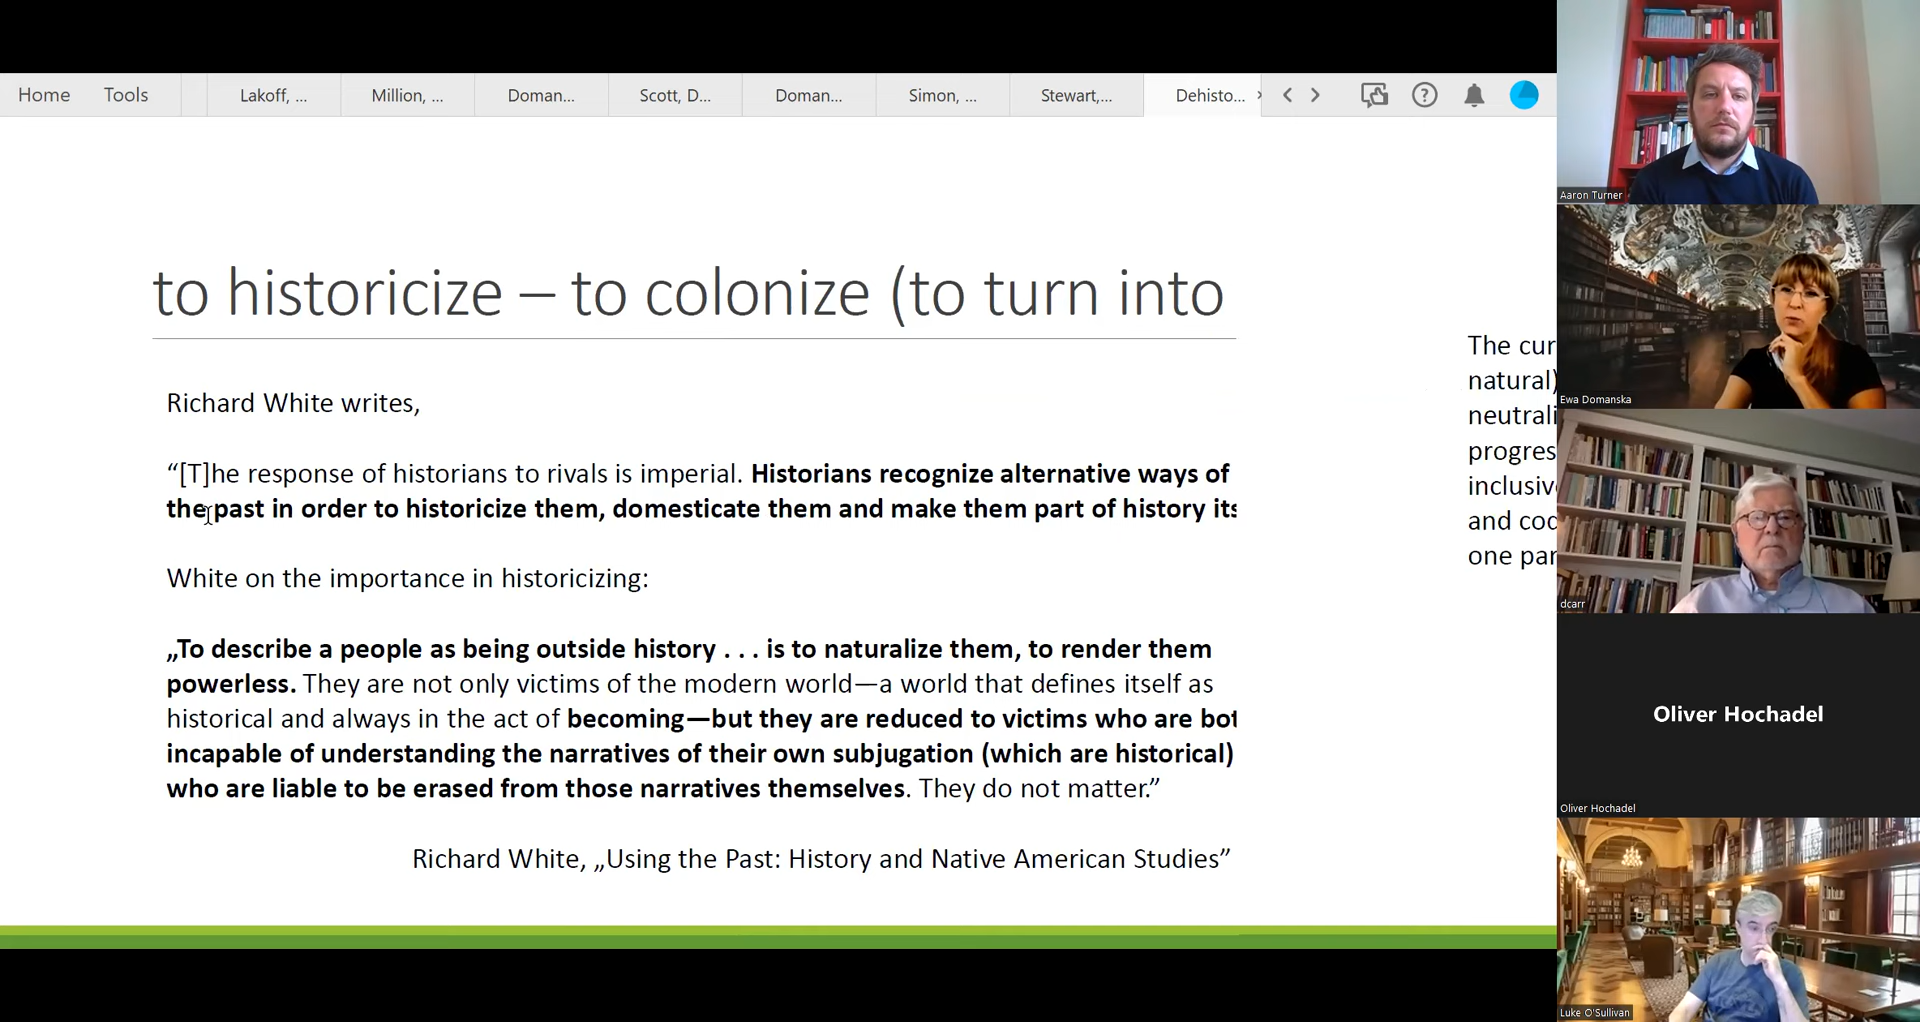 Home Tools Lakoff, ... Million, ... Doman... Scott, D... Doman... Simon, ... Stewart,... Dehisto...
to historicize – to colonize (to turn into
Richard White writes,
“[T]he response of historians to rivals is imperial. Historians recognize alternative ways of
the past in order to historicize them, domesticate them and make them part of history its
White on the importance in historicizing:
„To describe a people as being outside history . . . is to naturalize them, to render them
powerless. They are not only victims of the modern world—a world that defines itself as
historical and always in the act of becoming—but they are reduced to victims who are bot
incapable of understanding the narratives of their own subjugation (which are historical)
who are liable to be erased from those narratives themselves. They do not matter.”
Richard White, „Using the Past: History and Native American Studies”
The cur
natural)
neutrali
progres
inclusive
and coc
one par
Aaron Turner
Ewa Domanska
dcarr
Oliver Hochadel
Oliver Hochadel
Luke O'Sullivan